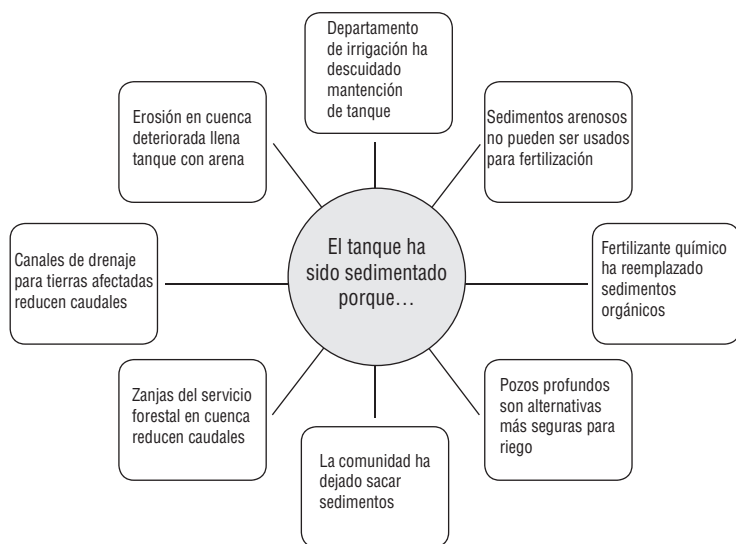 Departamento
de irrigación ha
descuidado
mantención
de tanque
Erosión en cuenca
deteriorada llena
tanque con arena
Sedimentos arenosos
no pueden ser usados
para fertilización
El tanque ha
sido sedimentado
porque…
Canales de drenaje
para tierras afectadas
reducen caudales
Fertilizante químico
ha reemplazado
sedimentos
orgánicos
Zanjas del servicio
forestal en cuenca
reducen caudales
Pozos profundos
son alternativas
más seguras para
riego
La comunidad ha
dejado sacar
sedimentos